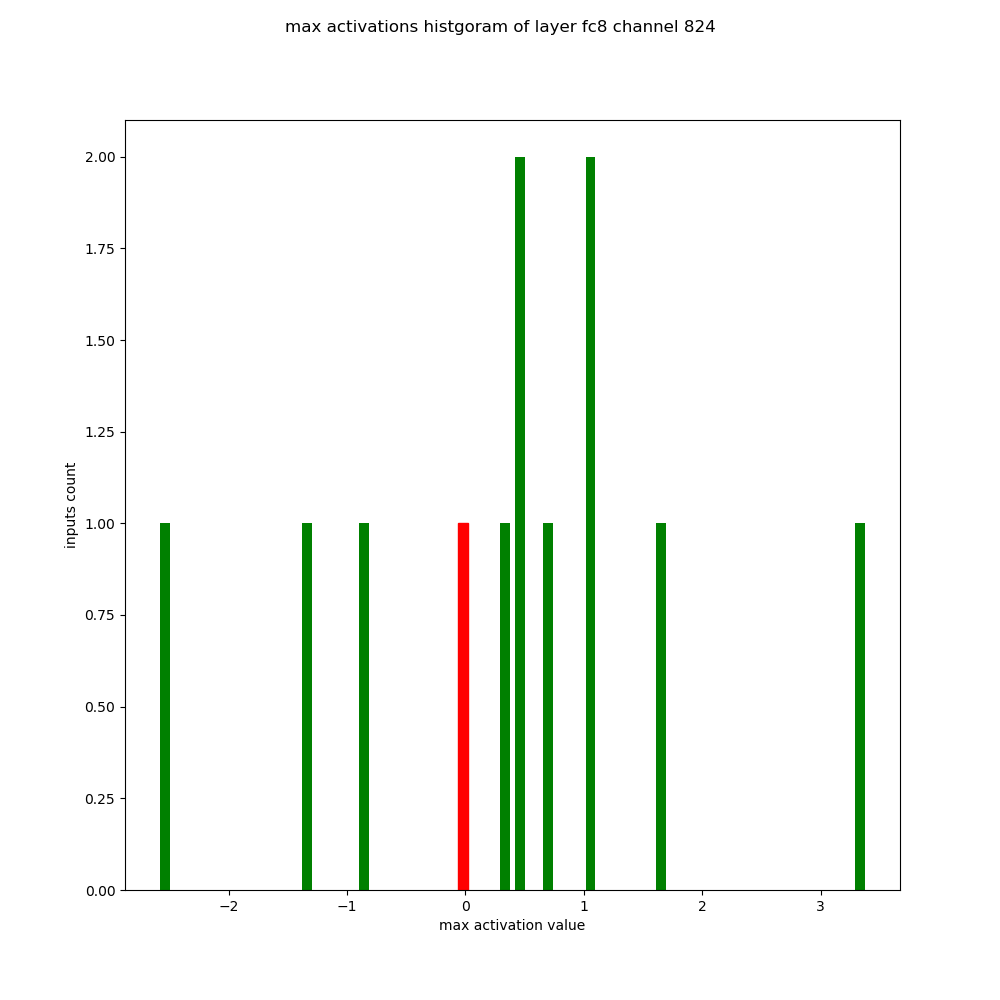 max activations histgoram of layer fc8 channel 824
2.00
1.75
1.50
1.25
1.00
0.75
0.50
0.25
0.00
inputs count
−2 −1 0 1 2 3
max activation value